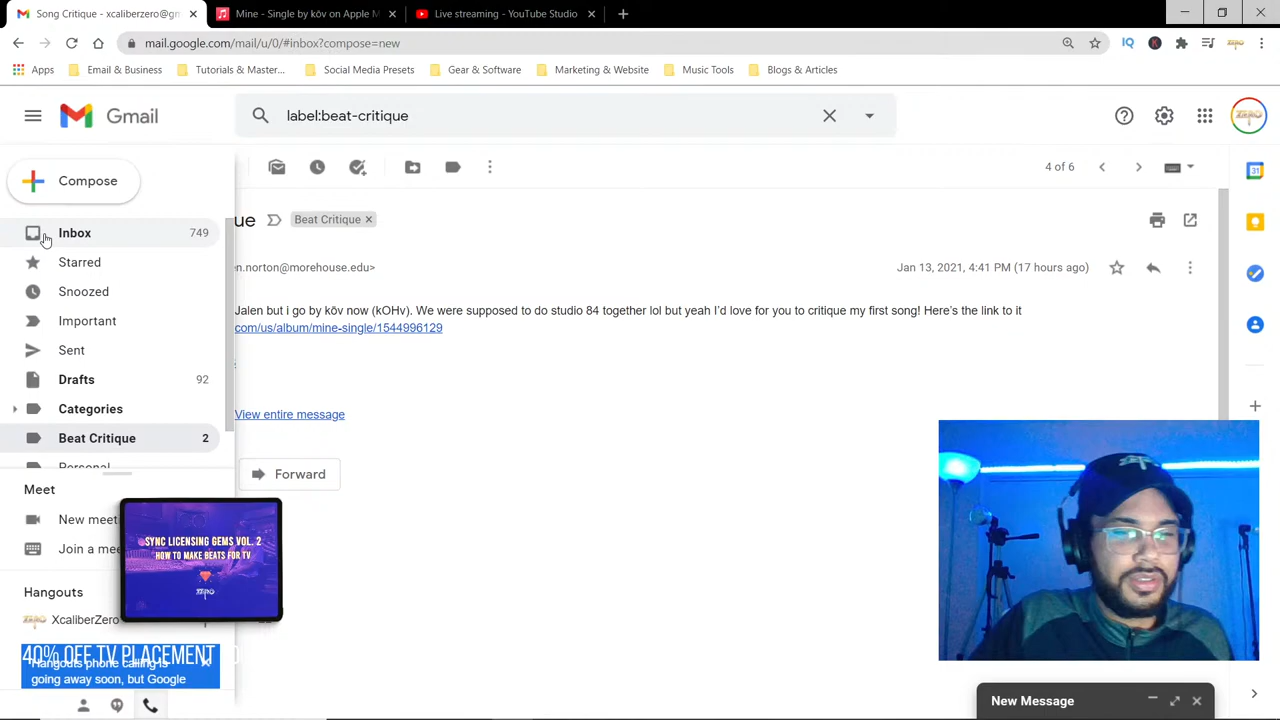 Song Critique - xcaliberzero@gm
Mine - Single by kōv on Apple M
Live streaming - YouTube Studio
mail.google.com/mail/u/0/#inbox?compose=new
Apps
Email & Business
Tutorials & Master...
Social Media Presets
Gear & Software
Marketing & Website
Music Tools
Blogs & Articles
Gmail
label:beat-critique
Compose
4 of 6
Inbox 749
Starred
Snoozed
Important
Sent
Drafts 92
Categories
Beat Critique 2
Personal
que
Beat Critique
en.norton@morehouse.edu>
Jan 13, 2021, 4:41 PM (17 hours ago)
Jalen but i go by kōv now (kOHv). We were supposed to do studio 84 together lol but yeah I'd love for you to critique my first song! Here's the link to it
com/us/album/mine-single/1544996129
View entire message
Forward
Meet
New meet
Join a mee
SYNC LICENSING GEMS VOL. 2
HOW TO MAKE BEATS FOR TV
ZERO
Hangouts
XcaliberZero
40% OFF TV PLACEMENT
Hangouts phone calling is
going away soon, but Google
New Message